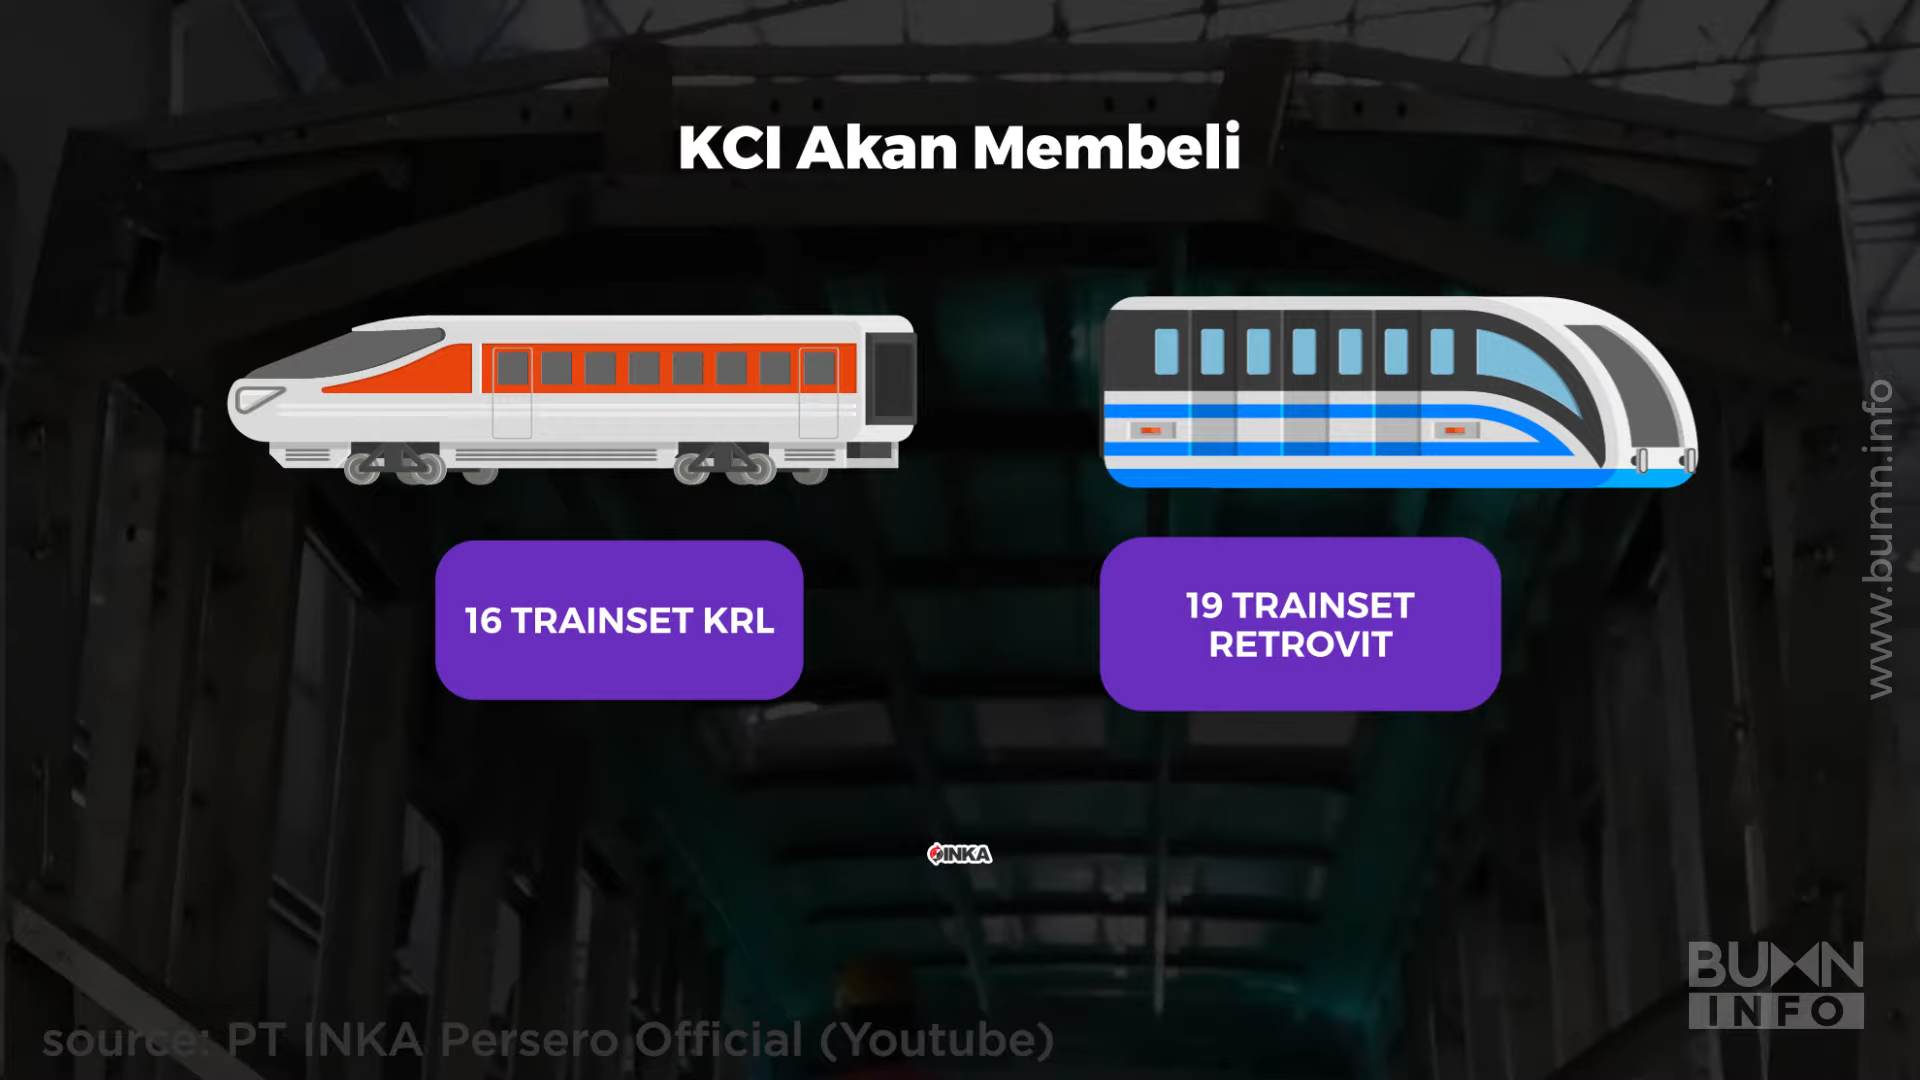 KCI Akan Membeli
16 TRAINSET KRL
19 TRAINSET
RETROVIT
www.bumn.info
INKA
BUMN
INFO
source: PT INKA Persero Official (Youtube)